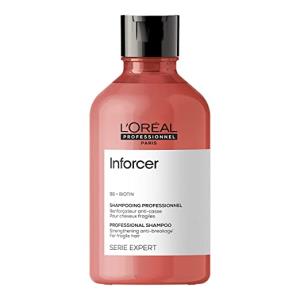 L'ORÉAL
PROFESSIONNEL
PARIS
Inforcer
B6 + BIOTIN
SHAMPOOING PROFESSIONNEL
Renforçateur anti-casse
Pour cheveux fragiles
PROFESSIONAL SHAMPOO
Strengthening anti-breakage
for fragile hair
SERIE EXPERT